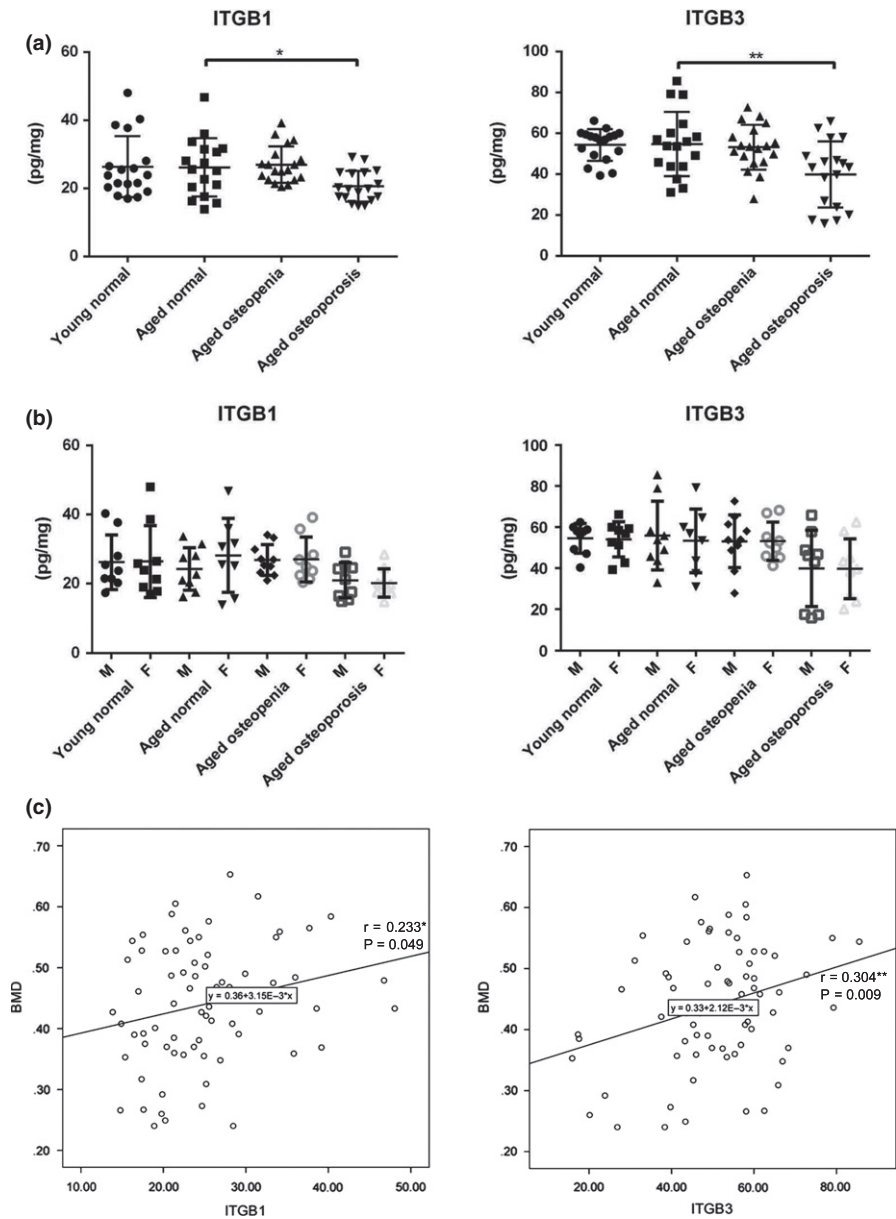 (a)
ITGB1
60
40
20
0
(pg/mg)
*
Young normal
Aged normal
Aged osteopenia
Aged osteoporosis
ITGB3
100
80
60
40
20
0
(pg/mg)
**
Young normal
Aged normal
Aged osteopenia
Aged osteoporosis
(b)
ITGB1
60
40
20
0
(pg/mg)
M
Young normal
F
M
Aged normal
F
M
Aged osteopenia
F
M
Aged osteoporosis
F
ITGB3
100
80
60
40
20
0
(pg/mg)
M
Young normal
F
M
Aged normal
F
M
Aged osteopenia
F
M
Aged osteoporosis
F
(c)
.70
.60
.50
.40
.30
.20
BMD
r = 0.233*
P = 0.049
y = 0.36+3.15E−3*x
10.00 20.00 30.00 40.00 50.00
ITGB1
.70
.60
.50
.40
.30
.20
BMD
r = 0.304**
P = 0.009
y = 0.33+2.12E−3*x
20.00 40.00 60.00 80.00
ITGB3